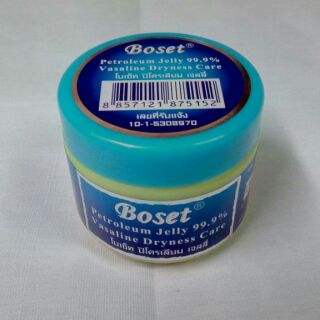 Boset®
Petroleum Jelly 99.9%
Vasaline Dryness Care
โบเซ็ท ปิโตรเลียม เจลลี่
8 857121 875152
เลขที่รับแจ้ง
10-1-5308970
Boset®
Petroleum Jelly 99.9%
Vasaline Dryness Care
โบเซ็ท ปิโตรเลียม เจลลี่